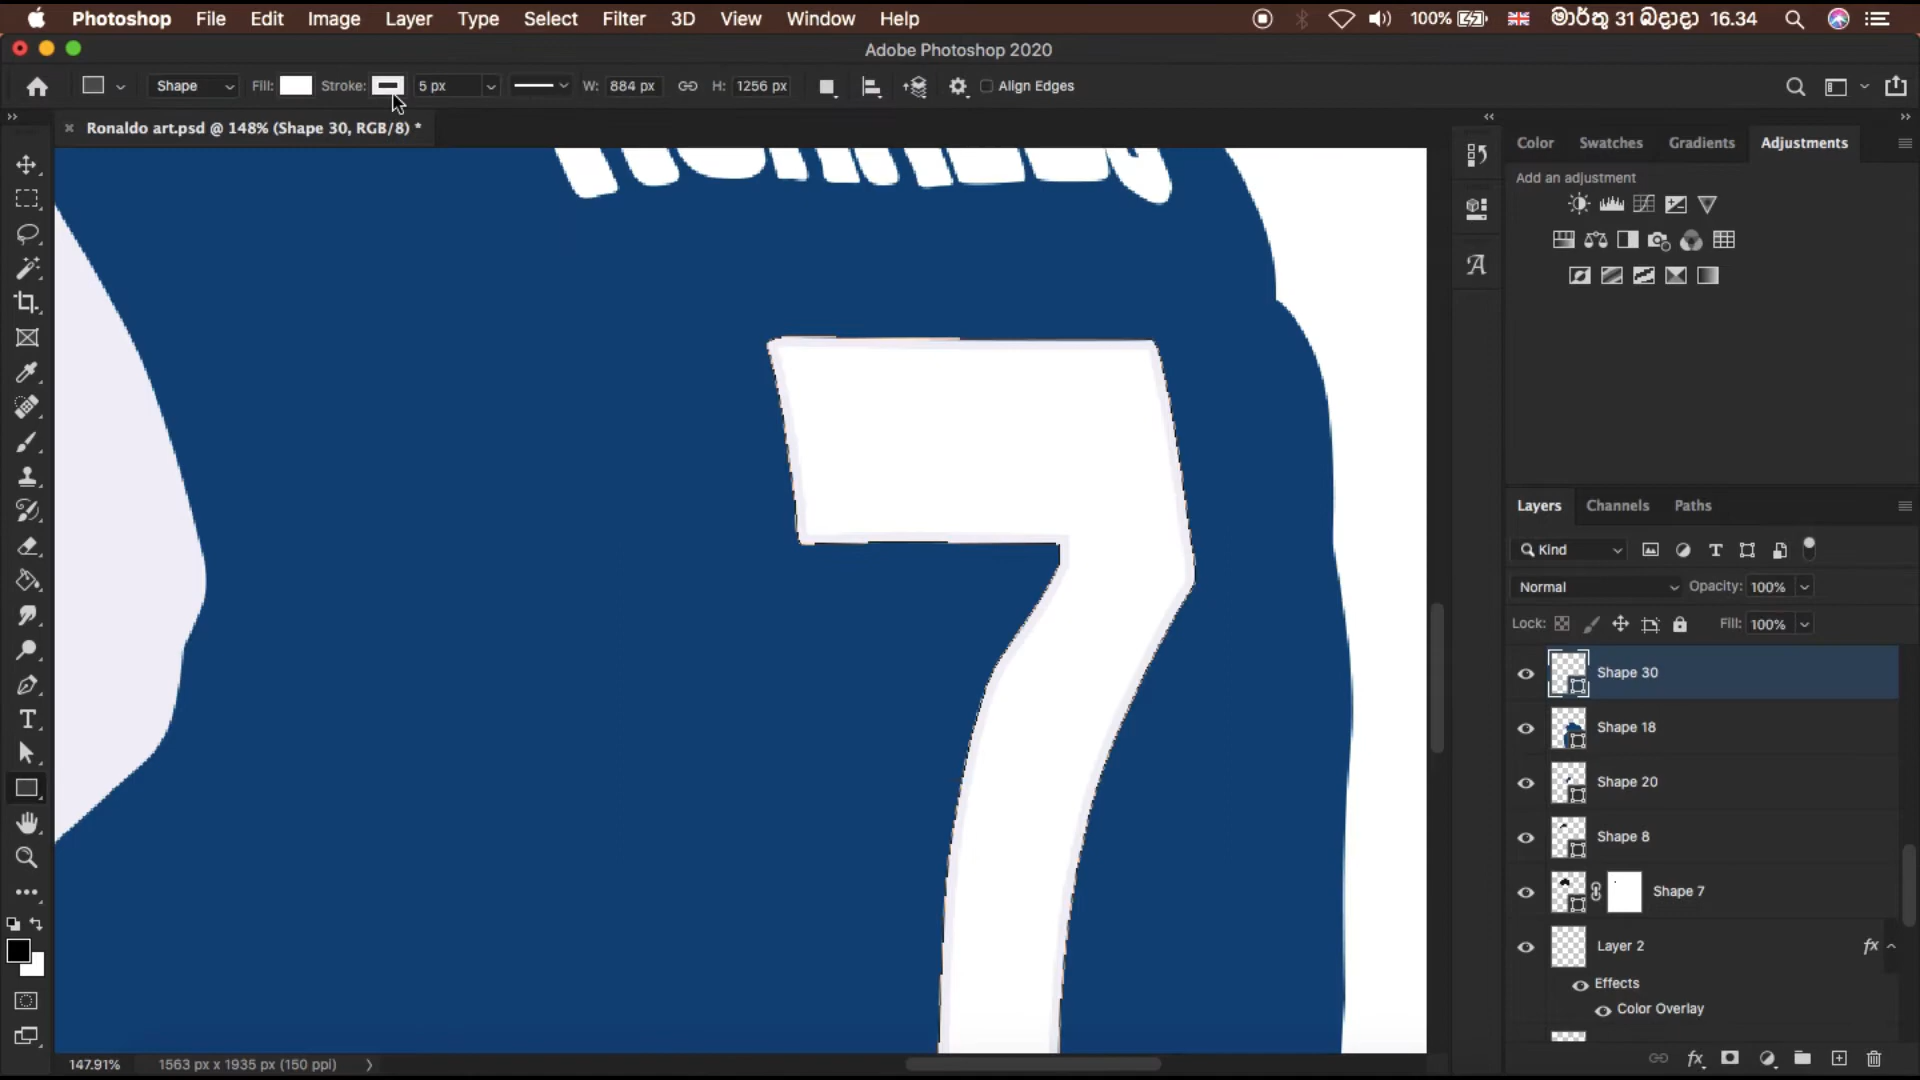 Photoshop File Edit Image Layer Type Select Filter 3D View Window Help 100% මාර්තු 31 බදාදා 16.34
Adobe Photoshop 2020
Shape Fill: Stroke: 5 px W: 884 px H: 1256 px Align Edges
× Ronaldo art.psd @ 148% (Shape 30, RGB/8) *
Color Swatches Gradients Adjustments
Add an adjustment
7
Layers Channels Paths
Kind
Normal Opacity: 100%
Lock: Fill: 100%
Shape 30
Shape 18
Shape 20
Shape 8
Shape 7
Layer 2 fx
Effects
Color Overlay
147.91% 1563 px x 1935 px (150 ppi)
fx